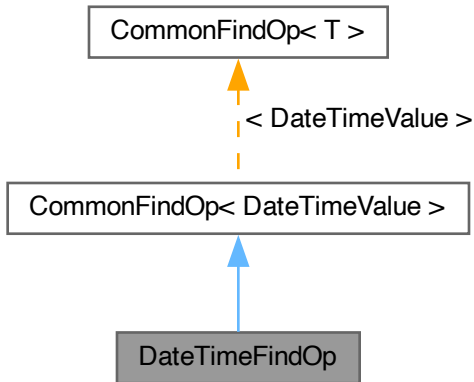 CommonFindOp< T >
< DateTimeValue >
CommonFindOp< DateTimeValue >
DateTimeFindOp